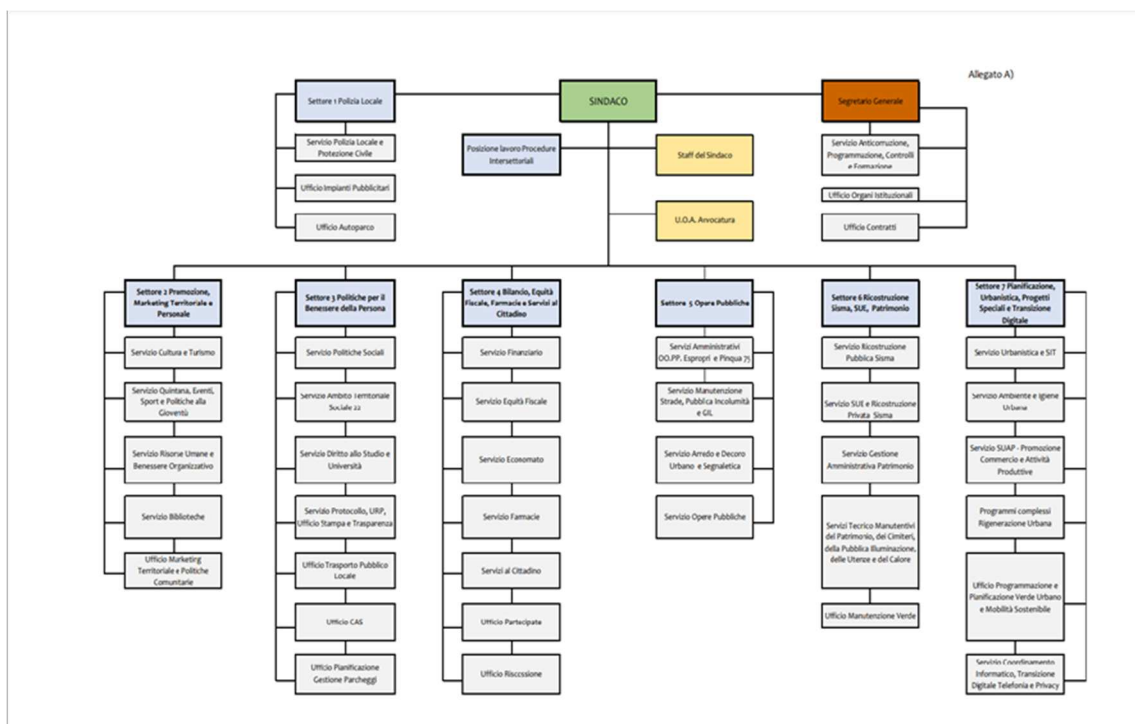 Allegato A)
Settore 1 Polizia Locale
SINDACO
Segretario Generale
Servizio Polizia Locale e
Protezione Civile
Posizione lavoro Procedure
Intersettoriali
Staff del Sindaco
Servizio Anticorruzione,
Programmazione, Controlli
e Formazione
Ufficio Impianti Pubblicitari
Ufficio Organi Istituzionali
Ufficio Autoparco
U.O.A. Avvocatura
Ufficio Contratti
Settore 2 Promozione,
Marketing Territoriale e
Personale
Settore 3 Politiche per il
Benessere della Persona
Settore 4 Bilancio, Equità
Fiscale, Farmacie e Servizi al
Cittadino
Settore 5 Opere Pubbliche
Settore 6 Ricostruzione
Sisma, SUE, Patrimonio
Settore 7 Pianificazione,
Urbanistica, Progetti
Speciali e Transizione
Digitale
Servizio Cultura e Turismo
Servizio Politiche Sociali
Servizio Finanziario
Servizi Amministrativi
OO.PP. Espropri e Pinqua 75
Servizio Ricostruzione
Pubblica Sisma
Servizio Urbanistica e SIT
Servizio Quintana, Eventi,
Sport e Politiche alla
Gioventù
Servizio Ambito Territoriale
Sociale 22
Servizio Equità Fiscale
Servizio Manutenzione
Strade, Pubblica Incolumità
e GIL
Servizio SUE e Ricostruzione
Privata Sisma
Servizio Ambiente e Igiene
Urbana
Servizio Risorse Umane e
Benessere Organizzativo
Servizio Diritto allo Studio e
Università
Servizio Economato
Servizio Arredo e Decoro
Urbano e Segnaletica
Servizio Gestione
Amministrativa Patrimonio
Servizio SUAP - Promozione
Commercio e Attività
Produttive
Servizio Biblioteche
Servizio Protocollo, URP,
Ufficio Stampa e Trasparenza
Servizio Farmacie
Servizio Opere Pubbliche
Servizi Tecnico Manutentivi
del Patrimonio, dei Cimiteri,
della Pubblica Illuminazione,
delle Utenze e del Calore
Programmi complessi
Rigenerazione Urbana
Ufficio Marketing
Territoriale e Politiche
Comuntarie
Ufficio Trasporto Pubblico
Locale
Servizi al Cittadino
Ufficio Programmazione e
Pianificazione Verde Urbano
e Mobilità Sostenibile
Ufficio CAS
Ufficio Partecipate
Ufficio Manutenzione Verde
Ufficio Pianificazione
Gestione Parcheggi
Ufficio Riscossione
Servizio Coordinamento
Informatico, Transizione
Digitale Telefonia e Privacy